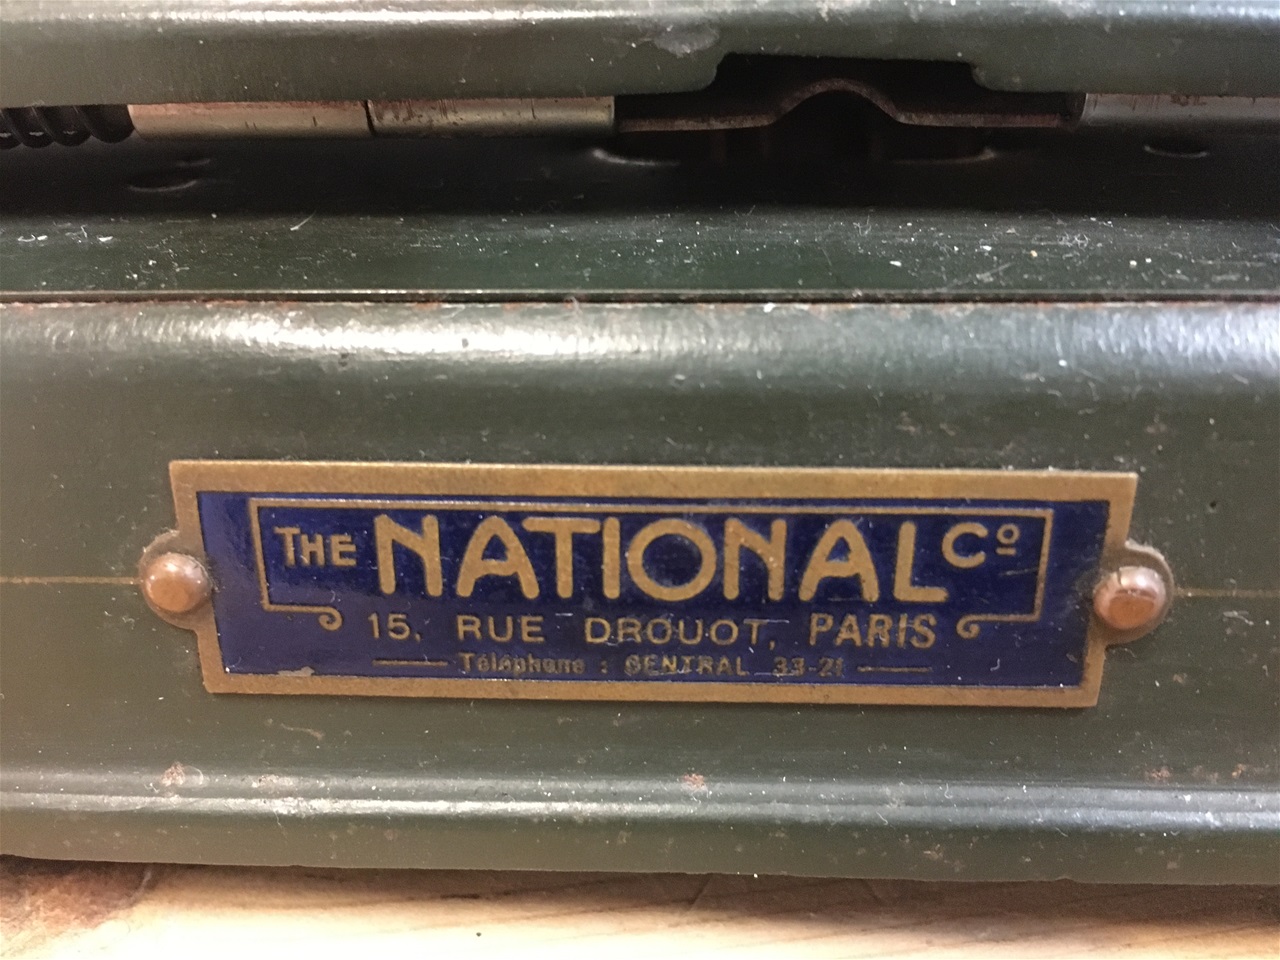 THE NATIONAL Cº
15, RUE DROUOT, PARIS
Téléphone : CENTRAL 33-21